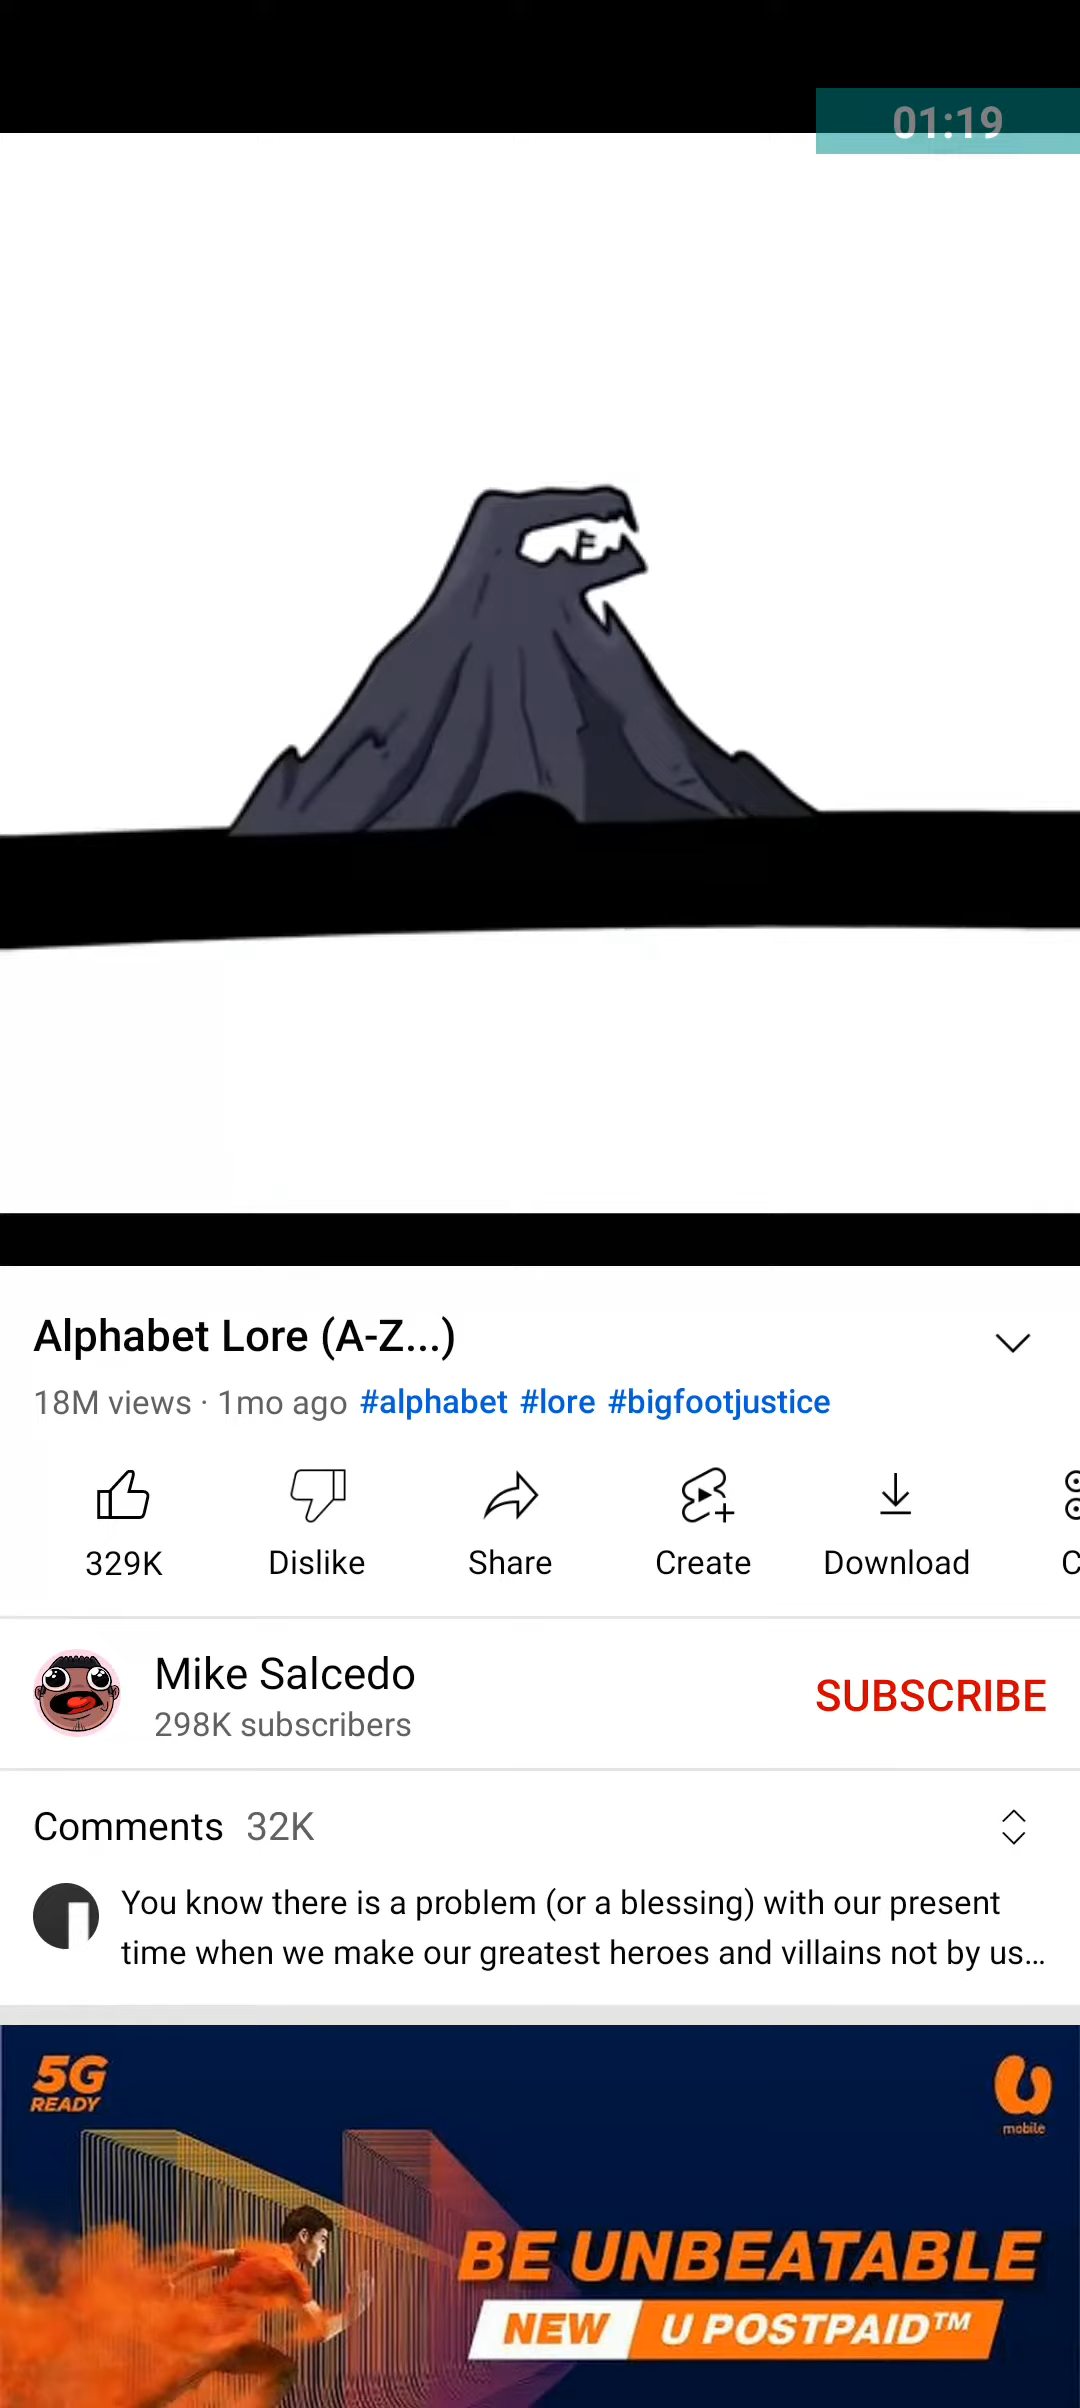 01:19
F
Alphabet Lore (A-Z...)
18M views · 1mo ago #alphabet #lore #bigfootjustice
329K Dislike Share Create Download C
Mike Salcedo
298K subscribers
SUBSCRIBE
Comments 32K
You know there is a problem (or a blessing) with our present
time when we make our greatest heroes and villains not by us...
5G
READY
mobile
BE UNBEATABLE
NEW U POSTPAID™